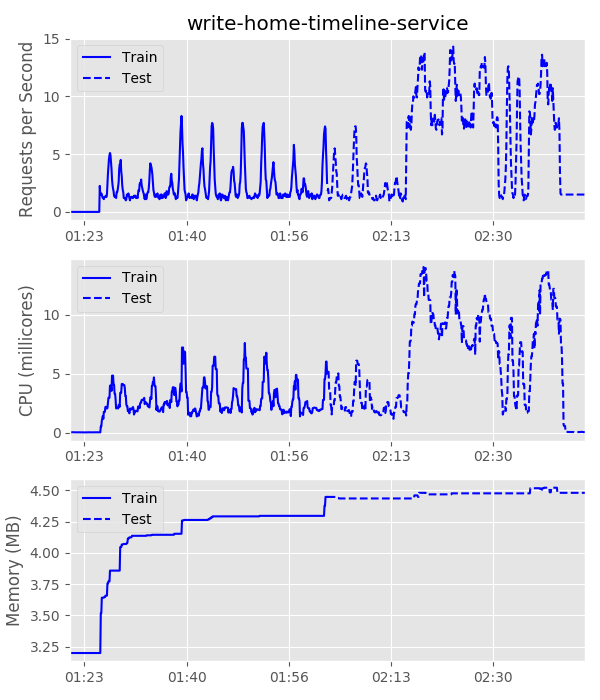 write-home-timeline-service
Requests per Second
15
10
5
0
Train
Test
01:23 01:40 01:56 02:13 02:30
CPU (millicores)
10
5
0
Train
Test
01:23 01:40 01:56 02:13 02:30
Memory (MB)
4.50
4.25
4.00
3.75
3.50
3.25
Train
Test
01:23 01:40 01:56 02:13 02:30